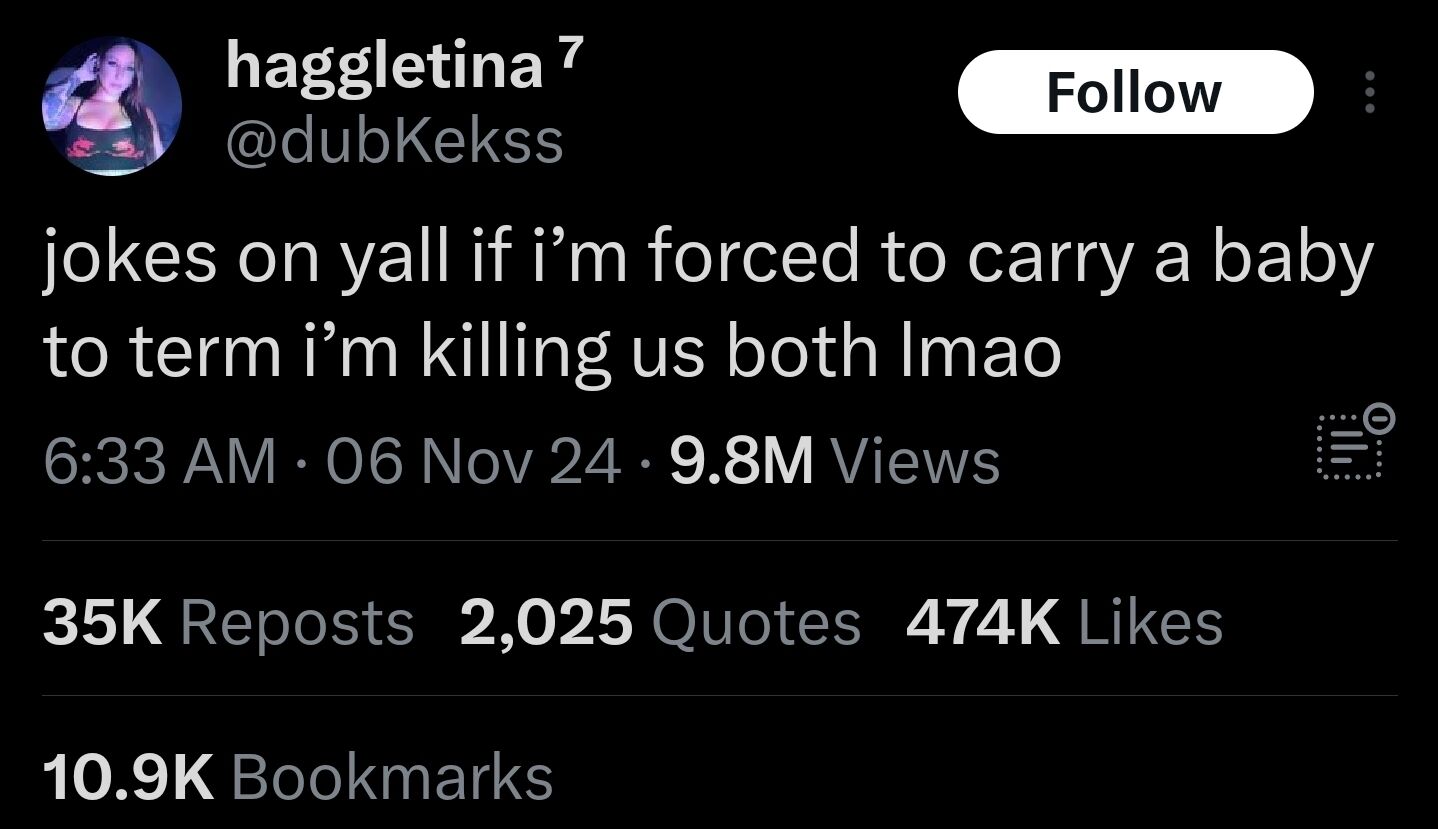 haggletina ⁷
@dubKekss
Follow
jokes on yall if i’m forced to carry a baby
to term i’m killing us both lmao
6:33 AM · 06 Nov 24 · 9.8M Views
35K Reposts 2,025 Quotes 474K Likes
10.9K Bookmarks